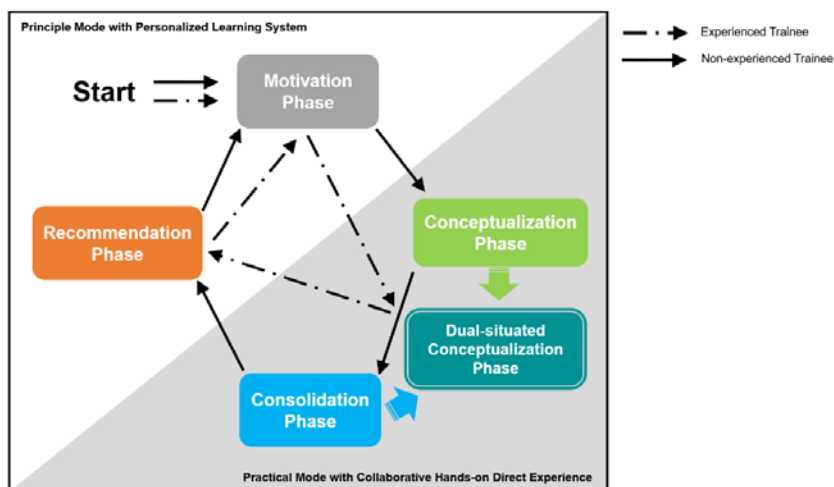 Principle Mode with Personalized Learning System
Experienced Trainee
Non-experienced Trainee
Start
Motivation
Phase
Recommendation
Phase
Conceptualization
Phase
Dual-situated
Conceptualization
Phase
Consolidation
Phase
Practical Mode with Collaborative Hands-on Direct Experience